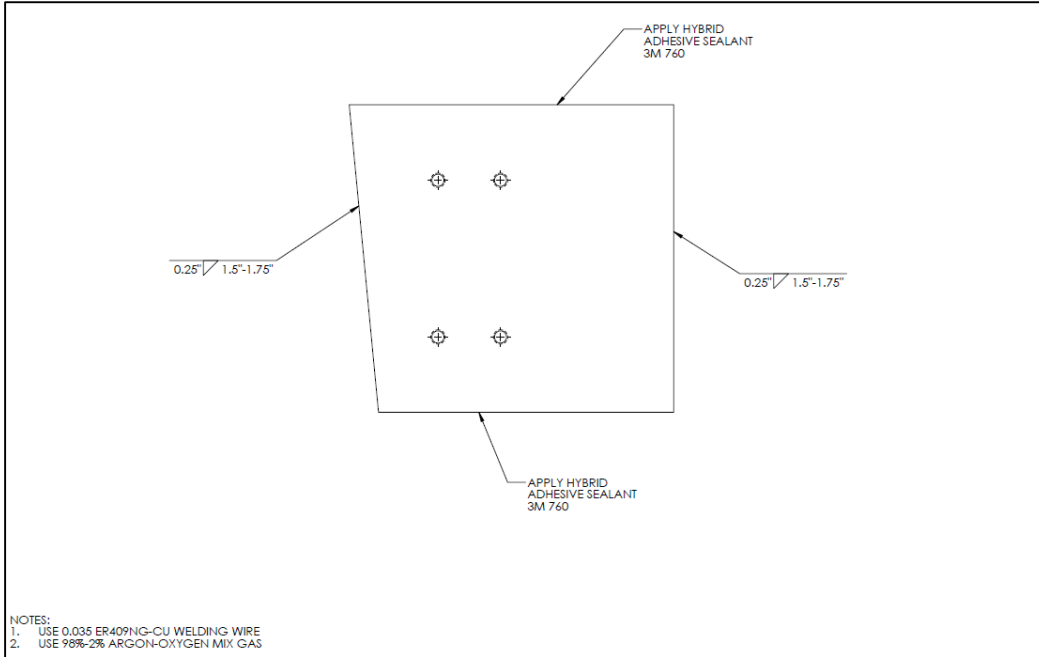 APPLY HYBRID
ADHESIVE SEALANT
3M 760
0.25" 1.5"-1.75"
0.25" 1.5"-1.75"
APPLY HYBRID
ADHESIVE SEALANT
3M 760
NOTES:
1. USE 0.035 ER409NG-CU WELDING WIRE
2. USE 98%-2% ARGON-OXYGEN MIX GAS